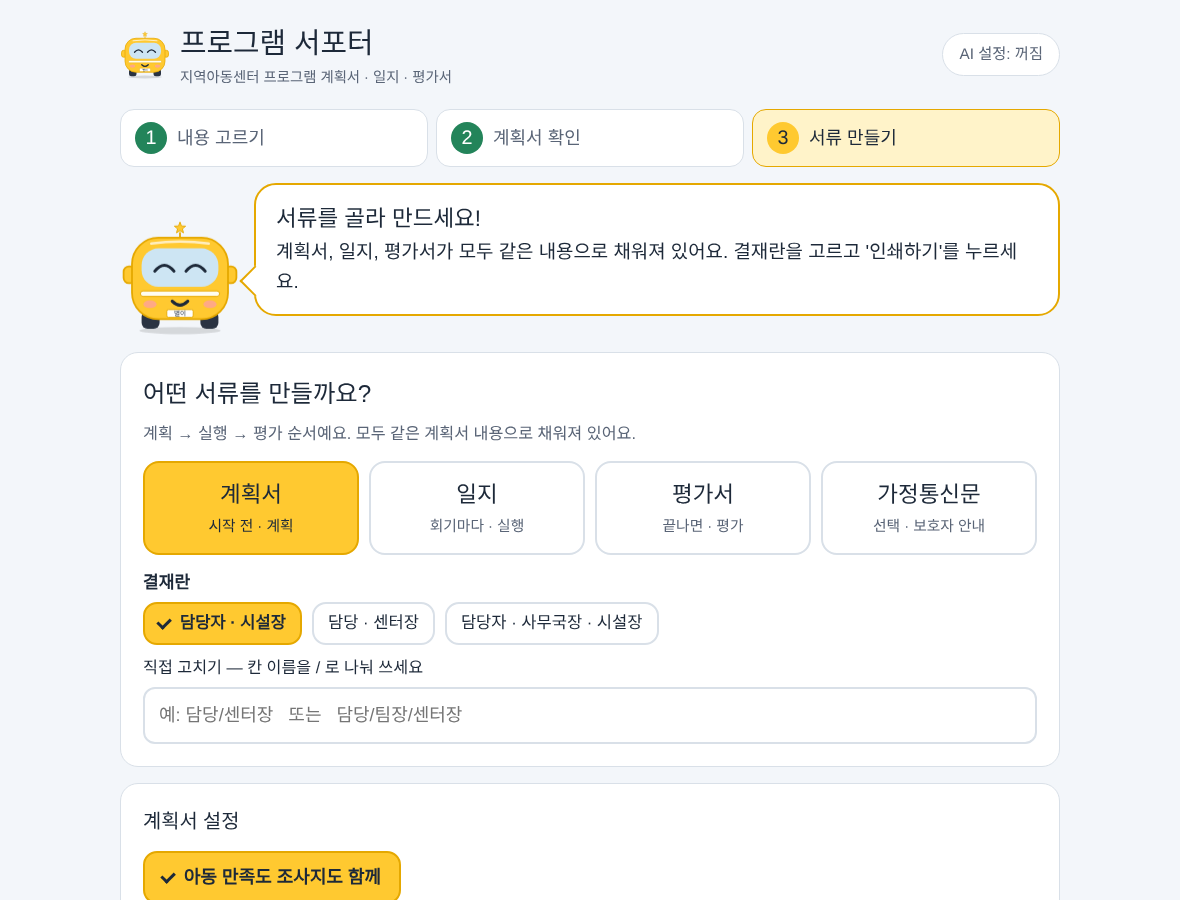 프로그램 서포터
지역아동센터 프로그램 계획서 · 일지 · 평가서
AI 설정: 꺼짐
1 내용 고르기
2 계획서 확인
3 서류 만들기
서류를 골라 만드세요!
계획서, 일지, 평가서가 모두 같은 내용으로 채워져 있어요. 결재란을 고르고 '인쇄하기'를 누르세
요.
별이
어떤 서류를 만들까요?
계획 → 실행 → 평가 순서예요. 모두 같은 계획서 내용으로 채워져 있어요.
계획서
시작 전 · 계획
일지
회기마다 · 실행
평가서
끝나면 · 평가
가정통신문
선택 · 보호자 안내
결재란
담당자 · 시설장
담당 · 센터장
담당자 · 사무국장 · 시설장
직접 고치기 — 칸 이름을 / 로 나눠 쓰세요
예: 담당/센터장 또는 담당/팀장/센터장
계획서 설정
아동 만족도 조사지도 함께